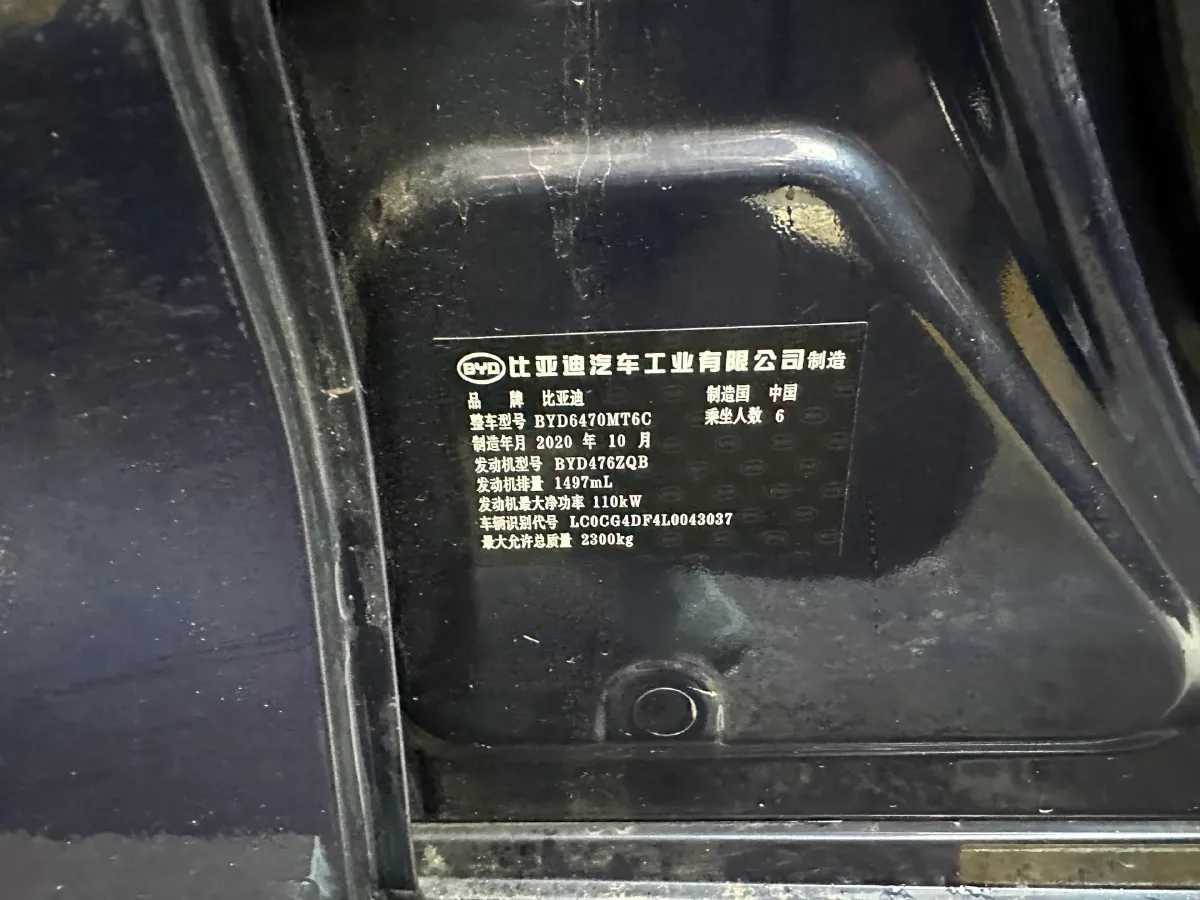 BYD 比亚迪汽车工业有限公司制造
品 牌 比亚迪 制造国 中国
整车型号 BYD6470MT6C 乘坐人数 6
制造年月 2020 年 10 月
发动机型号 BYD476ZQB
发动机排量 1497mL
发动机最大净功率 110kW
车辆识别代号 LC0CG4DF4L0043037
最大允许总质量 2300kg